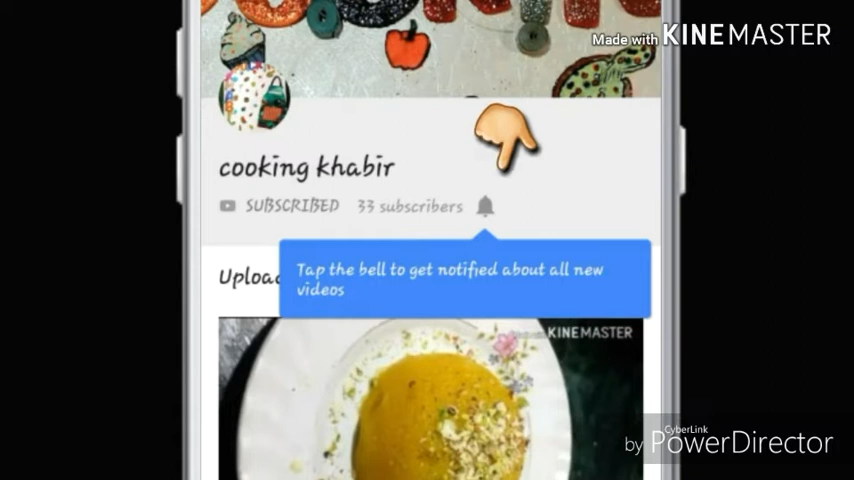 Made with KINEMASTER
cooking khabir
SUBSCRIBED 33 subscribers
Tap the bell to get notified about all new
videos
KINEMASTER
CyberLink
by PowerDirector